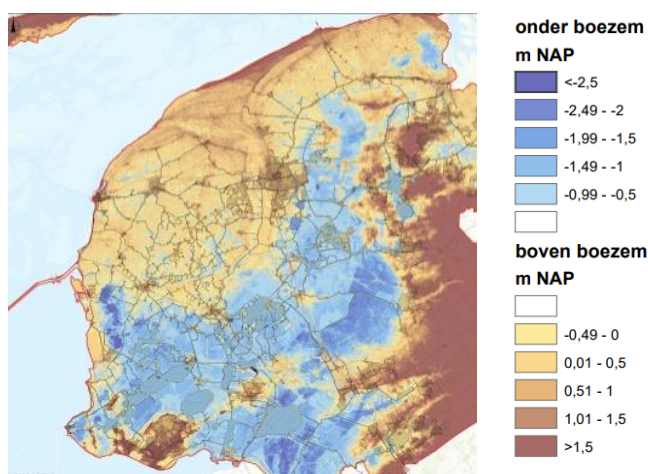 onder boezem
m NAP
<-2,5
-2,49 - -2
-1,99 - -1,5
-1,49 - -1
-0,99 - -0,5
boven boezem
m NAP
-0,49 - 0
0,01 - 0,5
0,51 - 1
1,01 - 1,5
>1,5